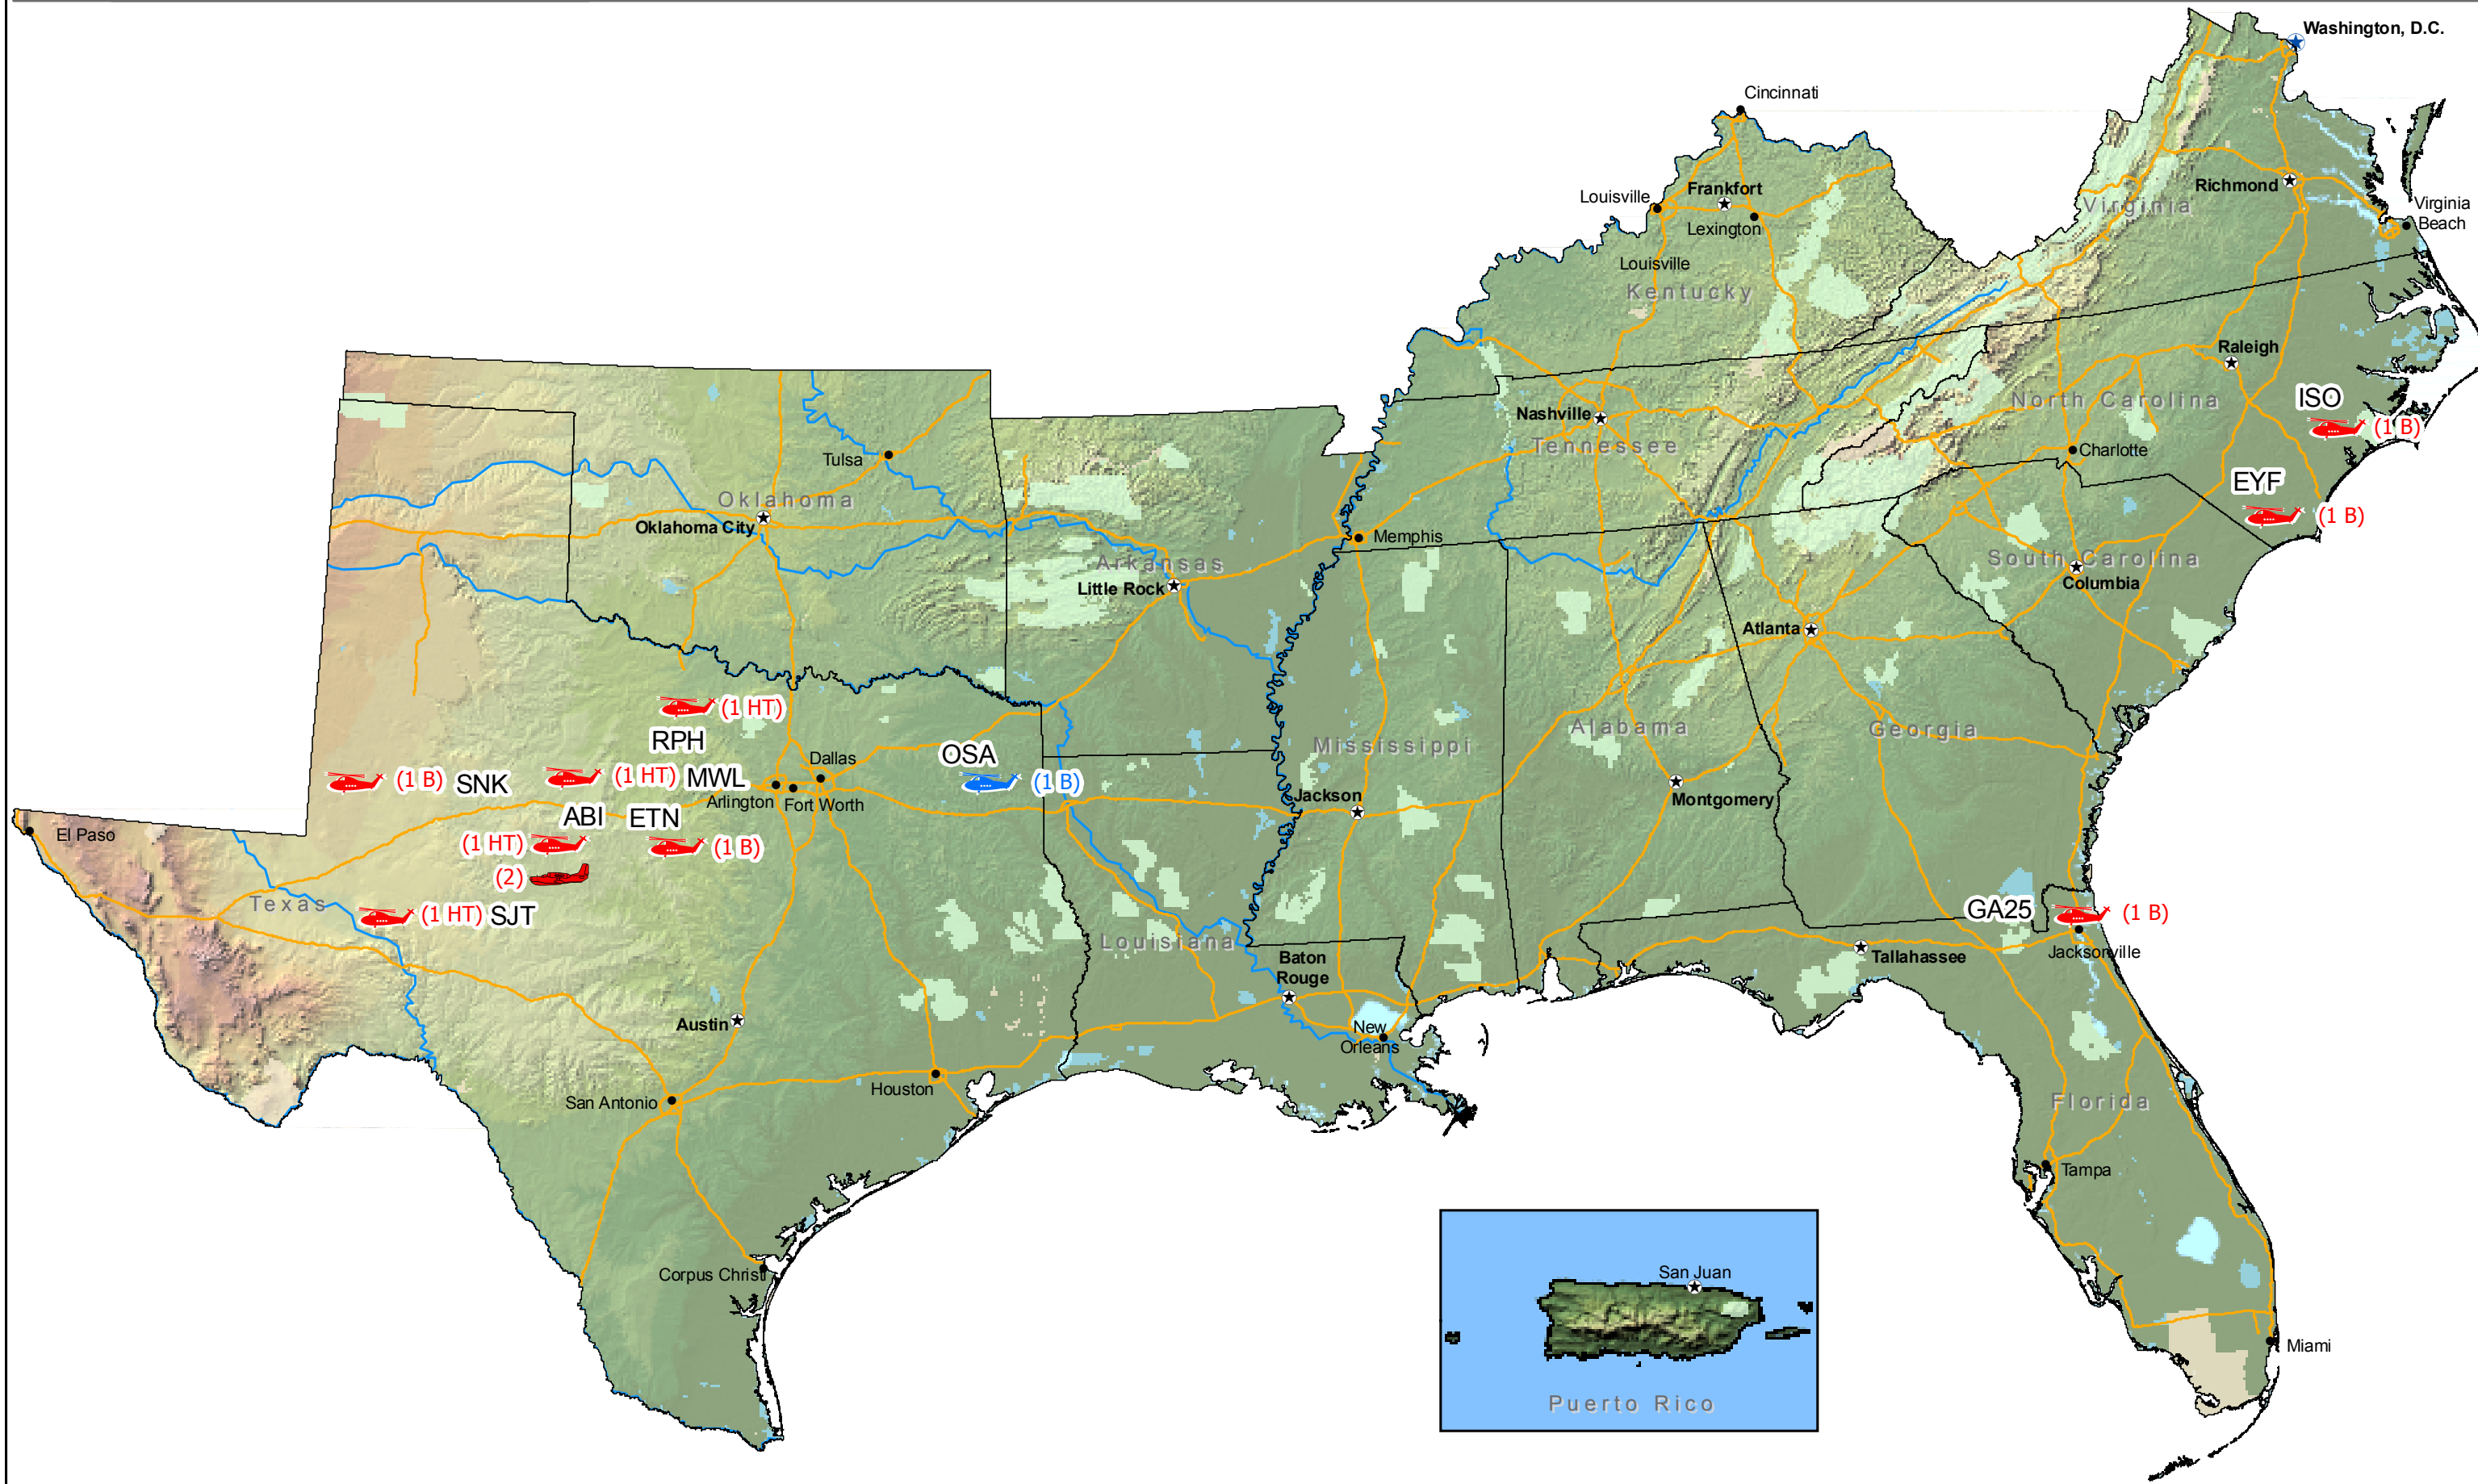 Washington, D.C.
Cincinnati
Louisville
Frankfort
Lexington
Louisville
Kentucky
Richmond
Virginia
Virginia
Beach
Raleigh
North Carolina
ISO
(1 B)
Charlotte
EYF
(1 B)
Nashville
Tennessee
Tulsa
Oklahoma
Oklahoma City
Memphis
Arkansas
Little Rock
South Carolina
Columbia
Atlanta
(1 HT)
RPH
Dallas
OSA
(1 B)
Mississippi
Alabama
Georgia
(1 B) SNK
(1 HT) MWL
Arlington
Fort Worth
Jackson
Montgomery
El Paso
ABI
ETN
(1 HT)
(1 B)
(2)
Texas
(1 HT) SJT
GA25
(1 B)
Louisiana
Baton
Rouge
Tallahassee
Jacksonville
Austin
New
Orleans
Houston
San Antonio
Florida
Tampa
Corpus Christi
San Juan
Puerto Rico
Miami